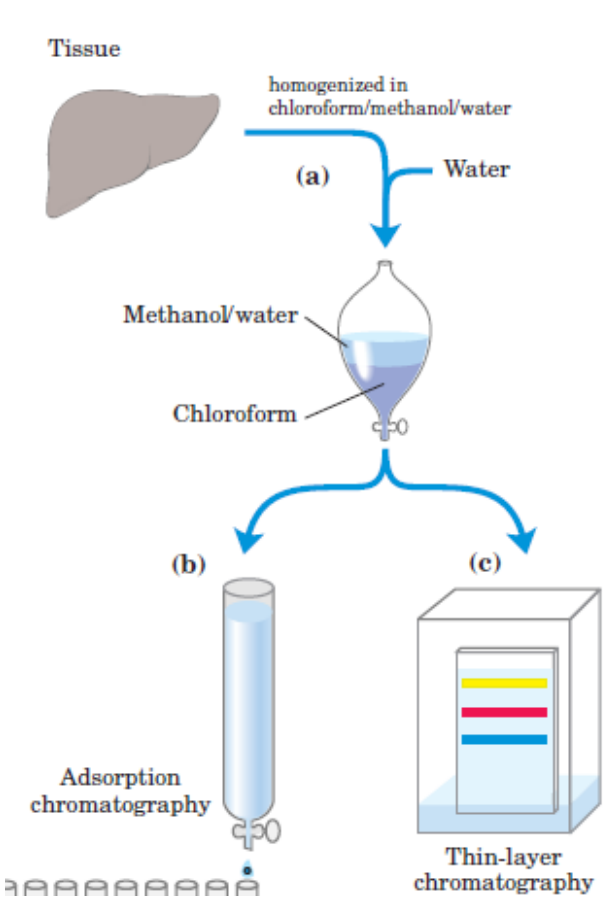 Tissue
homogenized in
chloroform/methanol/water
(a)
Water
Methanol/water
Chloroform
(b)
(c)
Adsorption
chromatography
Thin-layer
chromatography